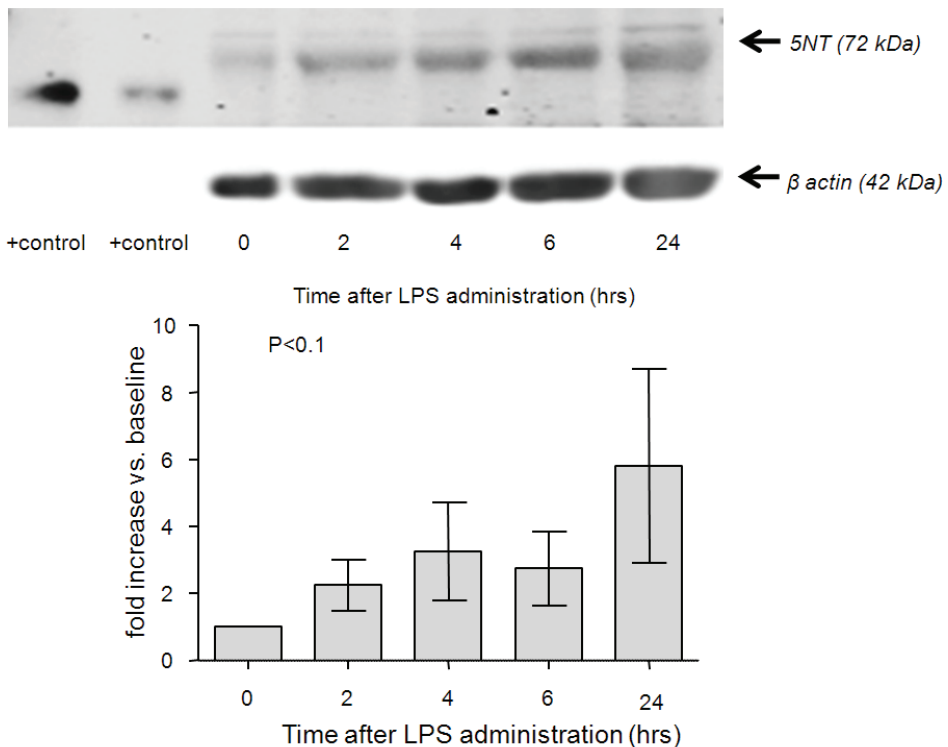 5NT (72 kDa)
β actin (42 kDa)
+control +control 0 2 4 6 24
Time after LPS administration (hrs)
10
P<0.1
8
6
4
2
0
fold increase vs. baseline
0 2 4 6 24
Time after LPS administration (hrs)